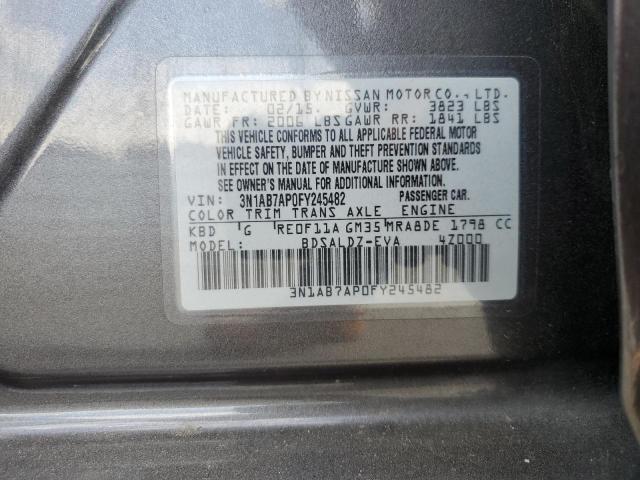 MANUFACTURED BY NISSAN MOTOR CO., LTD.
DATE: 02/15 GVWR: 3823 LBS
GAWR FR: 2006 LBS GAWR RR: 1841 LBS
THIS VEHICLE CONFORMS TO ALL APPLICABLE FEDERAL MOTOR
VEHICLE SAFETY, BUMPER AND THEFT PREVENTION STANDARDS
IN EFFECT ON THE DATE OF MANUFACTURE SHOWN ABOVE.
SEE OWNER'S MANUAL FOR ADDITIONAL INFORMATION.
VIN: 3N1AB7AP0FY245482 PASSENGER CAR.
COLOR TRIM TRANS AXLE ENGINE
KBD G RE0F11A GM35 MRA8DE 1798 CC
MODEL: BDSALDZ-EVA 4Z000
3N1AB7AP0FY245482